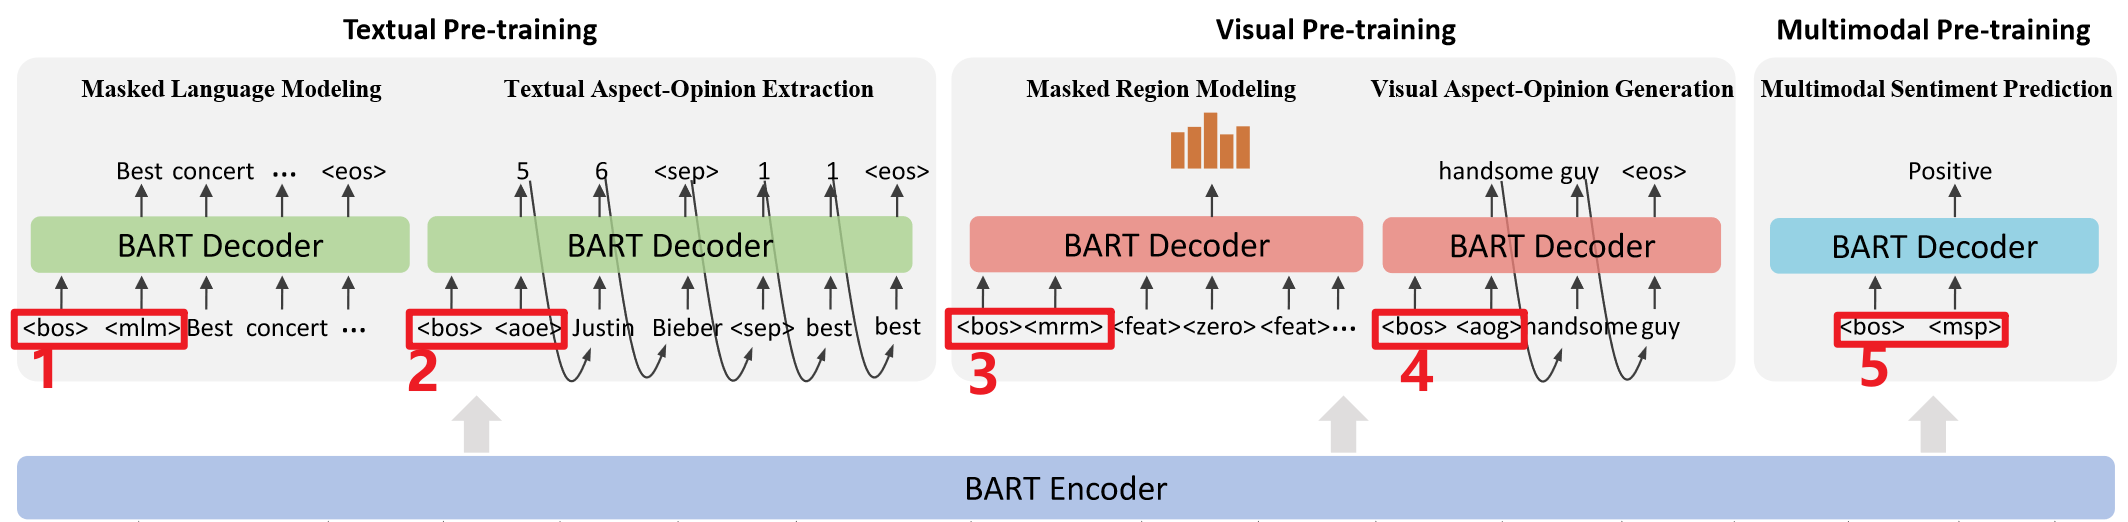 Textual Pre-training
Visual Pre-training
Multimodal Pre-training
Masked Language Modeling
Textual Aspect-Opinion Extraction
Masked Region Modeling
Visual Aspect-Opinion Generation
Multimodal Sentiment Prediction
Best concert ... <eos>
5 6 <sep> 1 1 <eos>
handsome guy <eos>
Positive
BART Decoder
BART Decoder
BART Decoder
BART Decoder
BART Decoder
<bos> <mlm> Best concert ...
<bos> <aoe> Justin Bieber <sep> best best
<bos> <mrm> <feat> <zero> <feat> ...
<bos> <aog> handsome guy
<bos> <msp>
1
2
3
4
5
BART Encoder